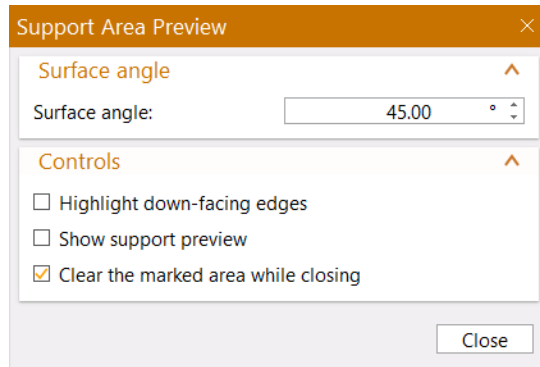 Support Area Preview
Surface angle
Surface angle: 45.00 °
Controls
Highlight down-facing edges
Show support preview
Clear the marked area while closing
Close